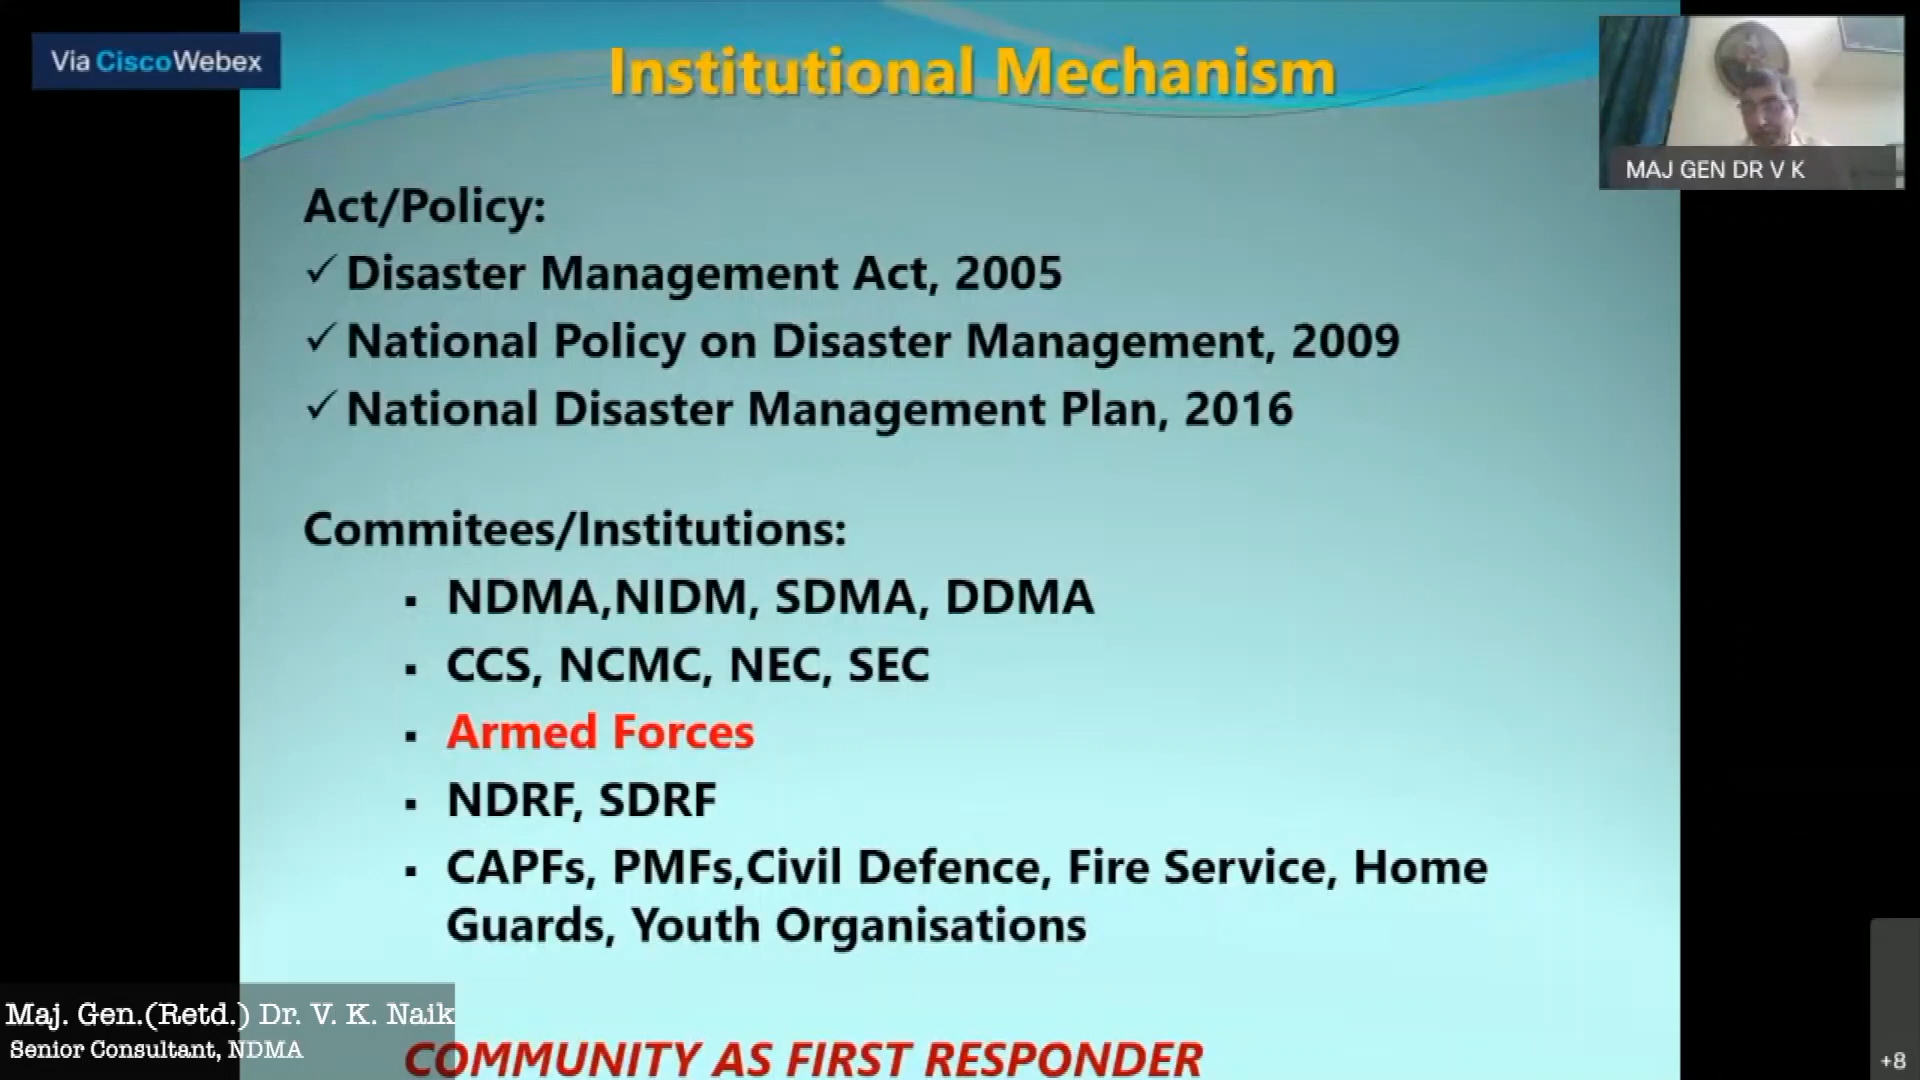 Via CiscoWebex
Institutional Mechanism
MAJ GEN DR V K
Act/Policy:
✓ Disaster Management Act, 2005
✓ National Policy on Disaster Management, 2009
✓ National Disaster Management Plan, 2016
Commitees/Institutions:
▪ NDMA,NIDM, SDMA, DDMA
▪ CCS, NCMC, NEC, SEC
▪ Armed Forces
▪ NDRF, SDRF
▪ CAPFs, PMFs,Civil Defence, Fire Service, Home
Guards, Youth Organisations
Maj. Gen.(Retd.) Dr. V. K. Naik
Senior Consultant, NDMA
COMMUNITY AS FIRST RESPONDER
+8